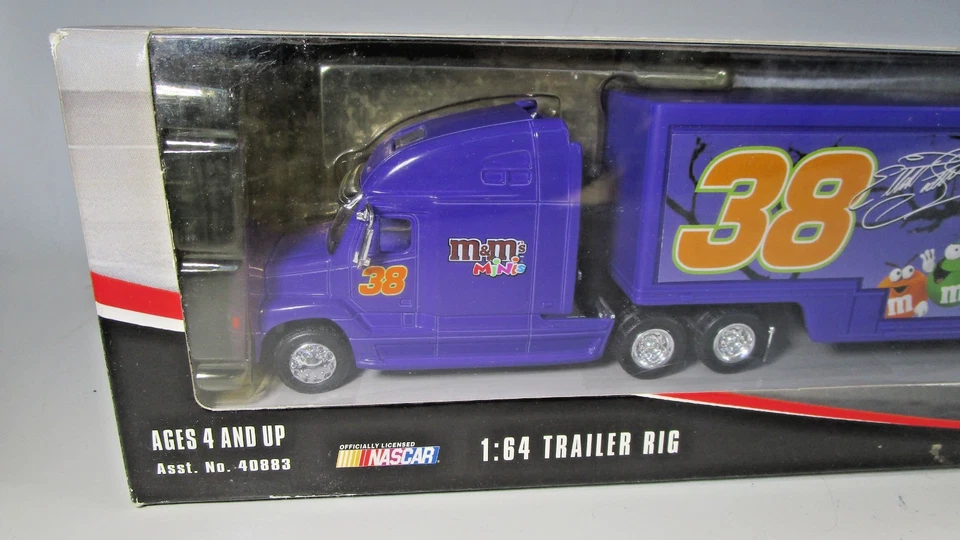 38
m&m's
minis
38
m
m
AGES 4 AND UP
Asst. No. 40883
OFFICIALLY LICENSED
NASCAR
1:64 TRAILER RIG